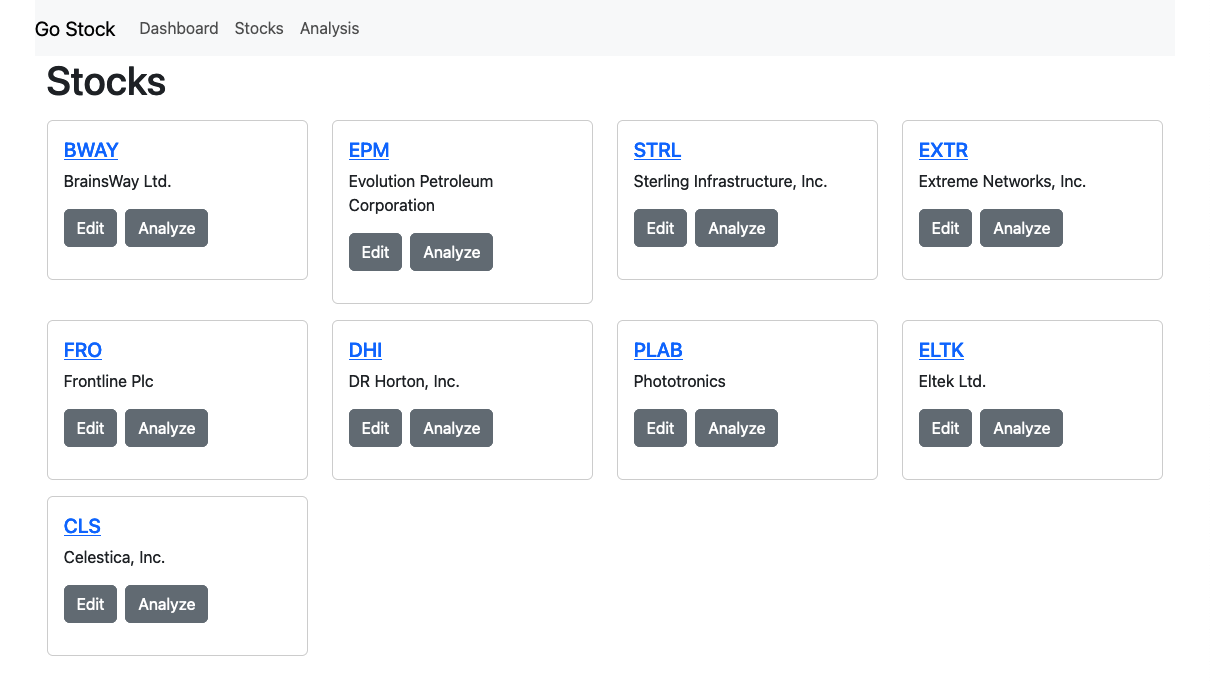 Go Stock Dashboard Stocks Analysis
Stocks
BWAY
BrainsWay Ltd.
Edit Analyze
EPM
Evolution Petroleum
Corporation
Edit Analyze
STRL
Sterling Infrastructure, Inc.
Edit Analyze
EXTR
Extreme Networks, Inc.
Edit Analyze
FRO
Frontline Plc
Edit Analyze
DHI
DR Horton, Inc.
Edit Analyze
PLAB
Phototronics
Edit Analyze
ELTK
Eltek Ltd.
Edit Analyze
CLS
Celestica, Inc.
Edit Analyze